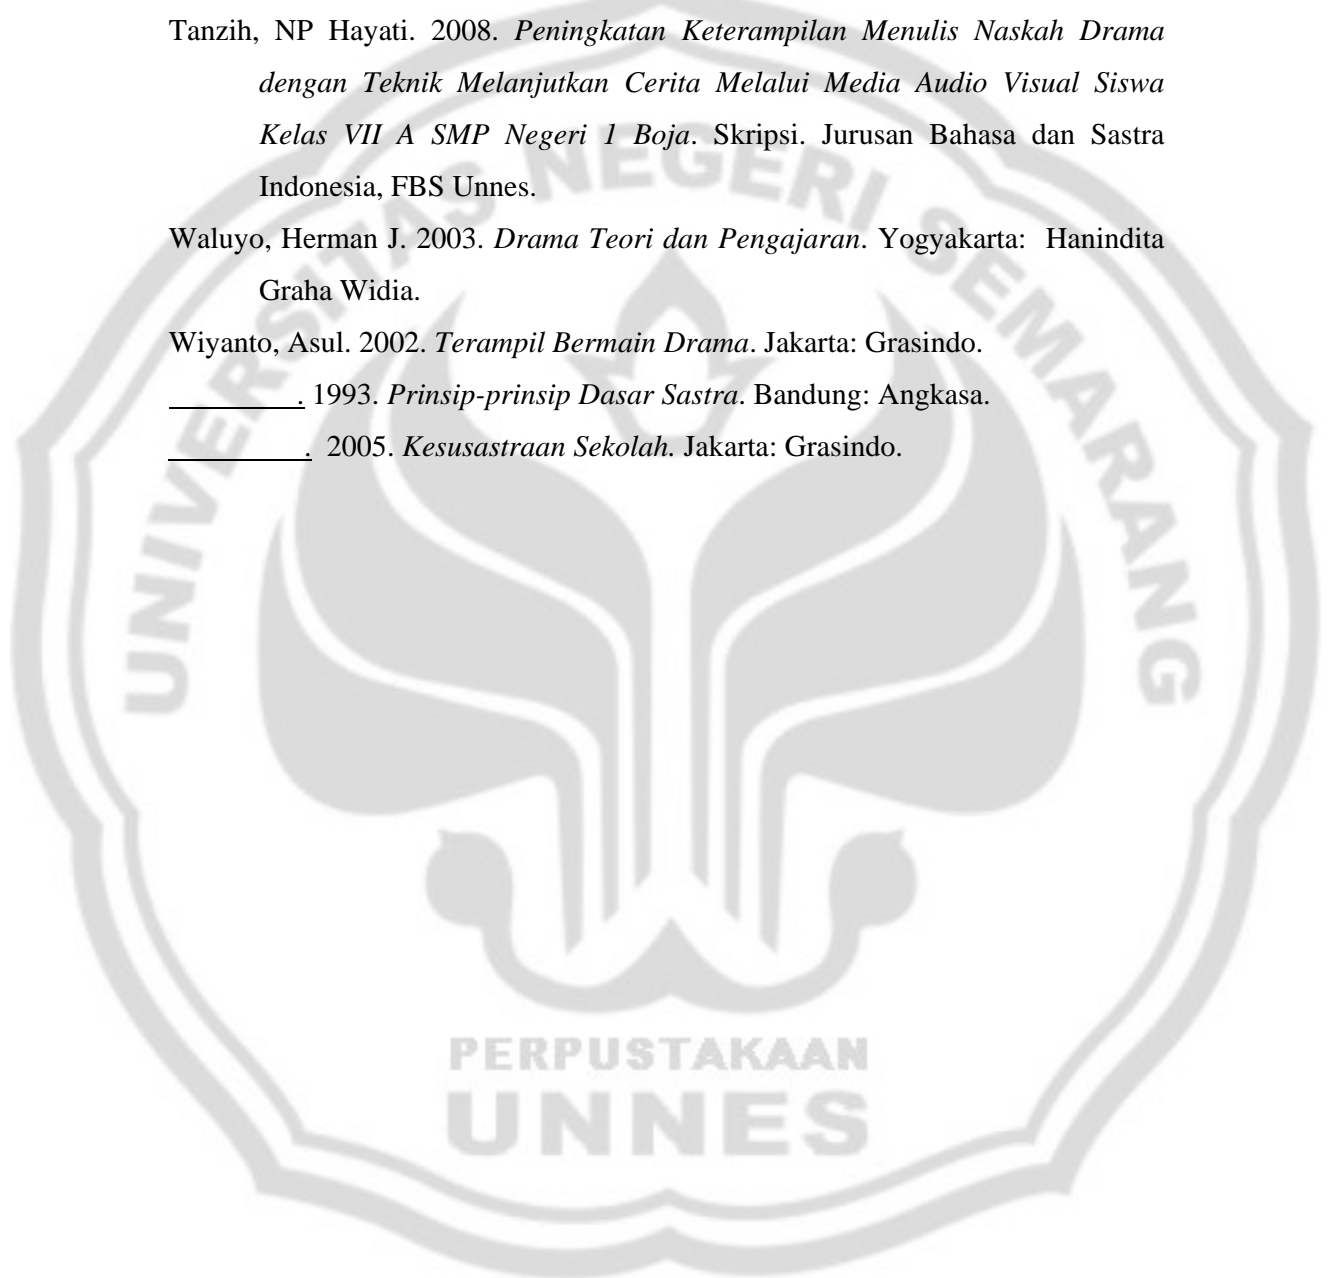 Tanzih, NP Hayati. 2008. Peningkatan Keterampilan Menulis Naskah Drama
dengan Teknik Melanjutkan Cerita Melalui Media Audio Visual Siswa
Kelas VII A SMP Negeri 1 Boja. Skripsi. Jurusan Bahasa dan Sastra
Indonesia, FBS Unnes.
Waluyo, Herman J. 2003. Drama Teori dan Pengajaran. Yogyakarta: Hanindita
Graha Widia.
Wiyanto, Asul. 2002. Terampil Bermain Drama. Jakarta: Grasindo.
_________. 1993. Prinsip-prinsip Dasar Sastra. Bandung: Angkasa.
__________. 2005. Kesusastraan Sekolah. Jakarta: Grasindo.
UNIVERSITAS NEGERI SEMARANG
PERPUSTAKAAN
UNNES